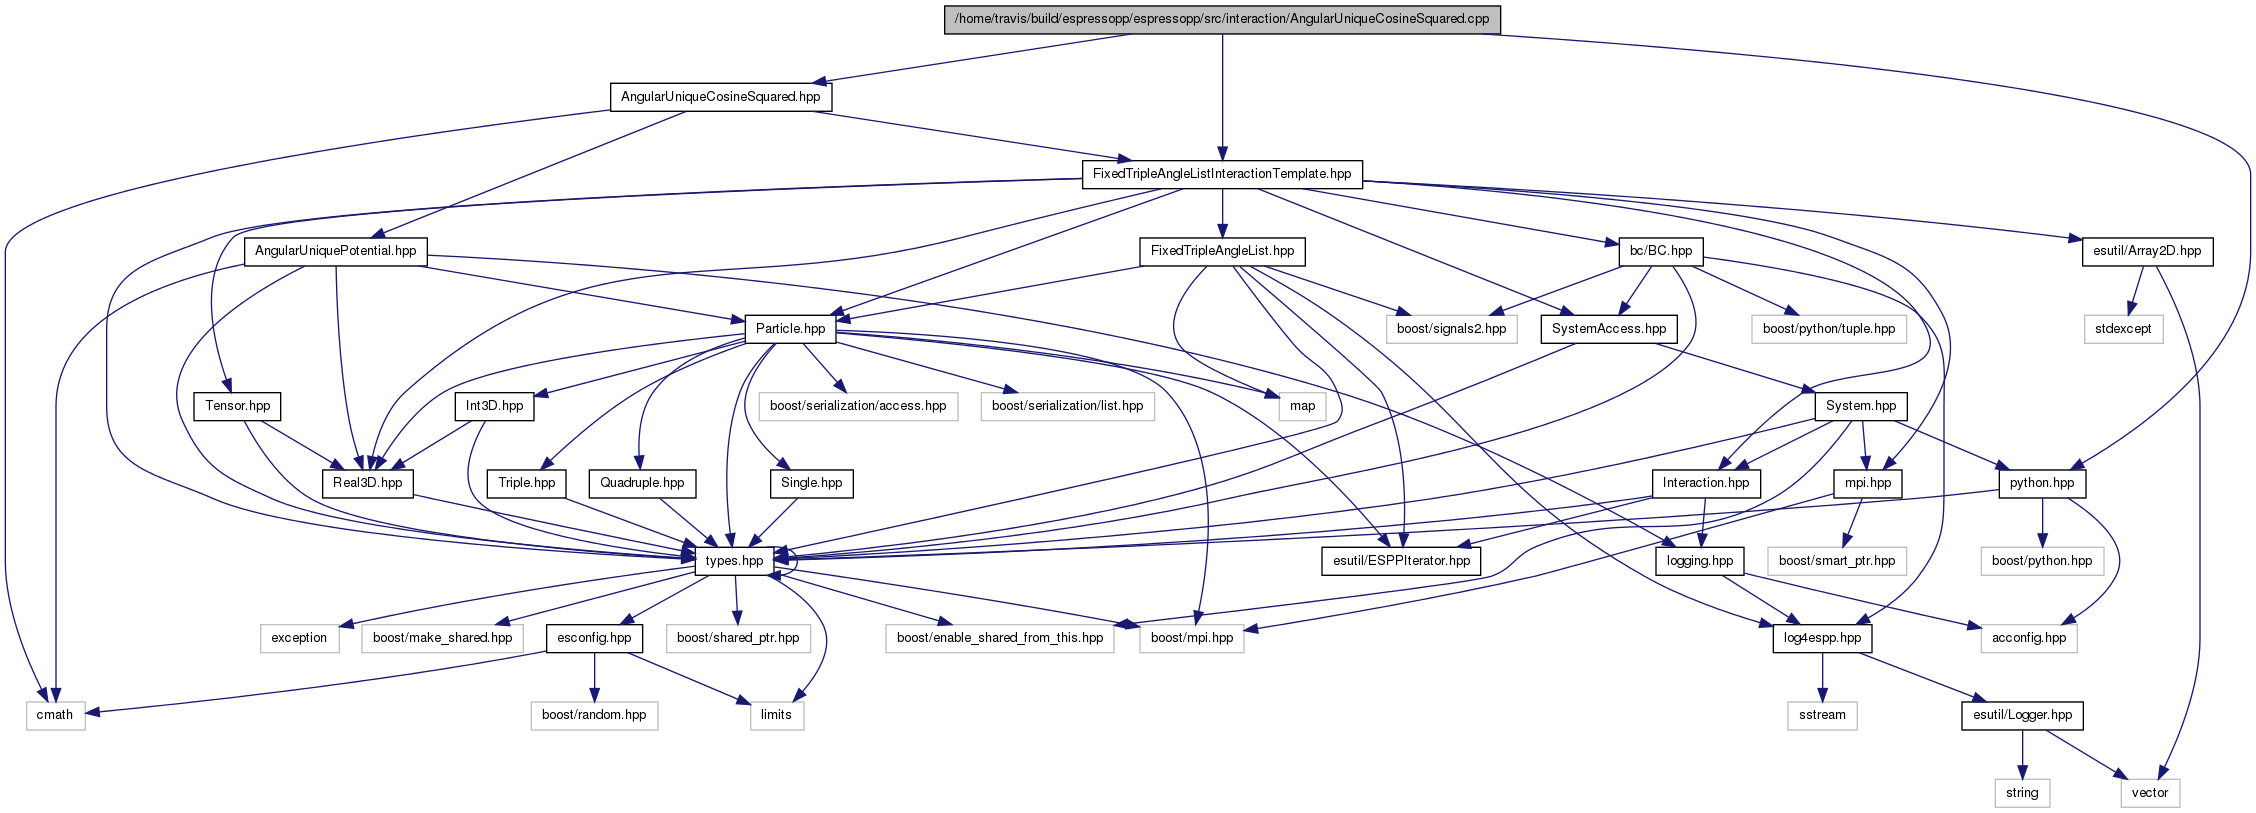 /home/travis/build/espressopp/espressopp/src/interaction/AngularUniqueCosineSquared.cpp
AngularUniqueCosineSquared.hpp
FixedTripleAngleListInteractionTemplate.hpp
AngularUniquePotential.hpp
FixedTripleAngleList.hpp
bc/BC.hpp
esutil/Array2D.hpp
Particle.hpp
boost/signals2.hpp
SystemAccess.hpp
boost/python/tuple.hpp
stdexcept
Tensor.hpp
Int3D.hpp
boost/serialization/access.hpp
boost/serialization/list.hpp
map
System.hpp
Real3D.hpp
Triple.hpp
Quadruple.hpp
Single.hpp
Interaction.hpp
mpi.hpp
python.hpp
types.hpp
esutil/ESPPIterator.hpp
logging.hpp
boost/smart_ptr.hpp
boost/python.hpp
exception
boost/make_shared.hpp
esconfig.hpp
boost/shared_ptr.hpp
boost/enable_shared_from_this.hpp
boost/mpi.hpp
log4espp.hpp
acconfig.hpp
cmath
boost/random.hpp
limits
sstream
esutil/Logger.hpp
string
vector